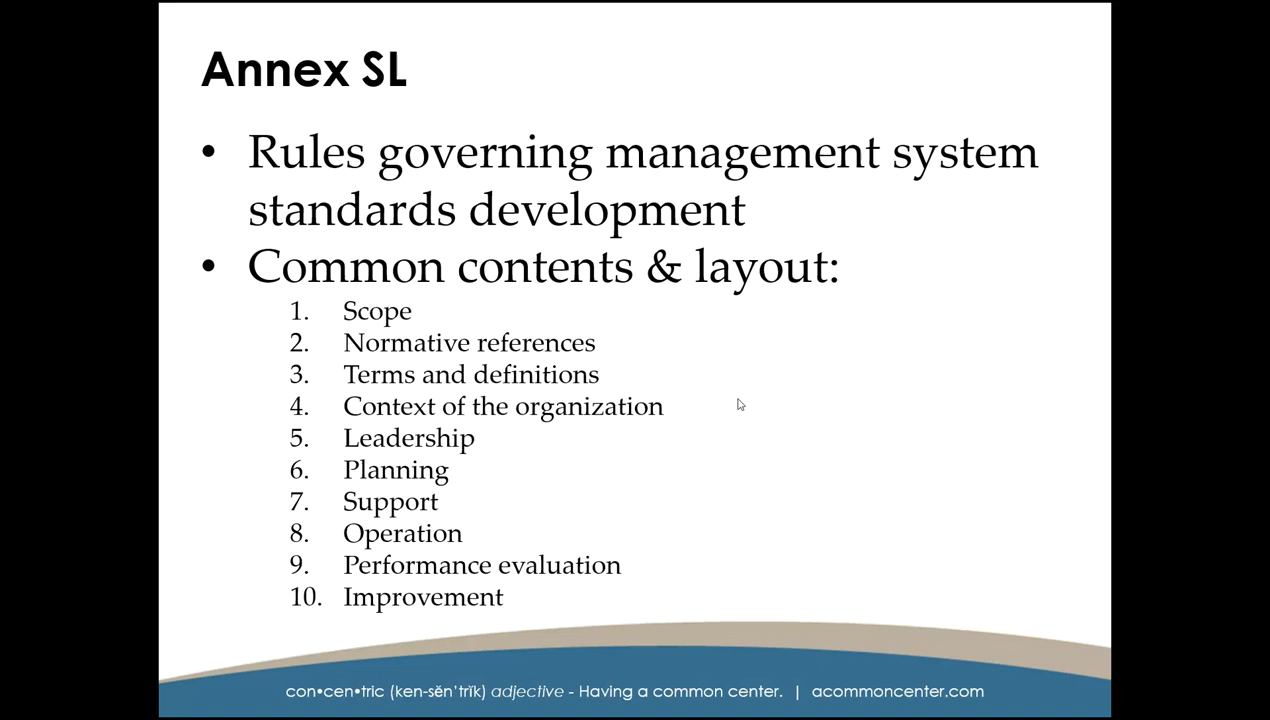 Annex SL
• Rules governing management system
standards development
• Common contents & layout:
1. Scope
2. Normative references
3. Terms and definitions
4. Context of the organization
5. Leadership
6. Planning
7. Support
8. Operation
9. Performance evaluation
10. Improvement
con•cen•tric (ken-sĕn'trĭk) adjective - Having a common center. | acommoncenter.com